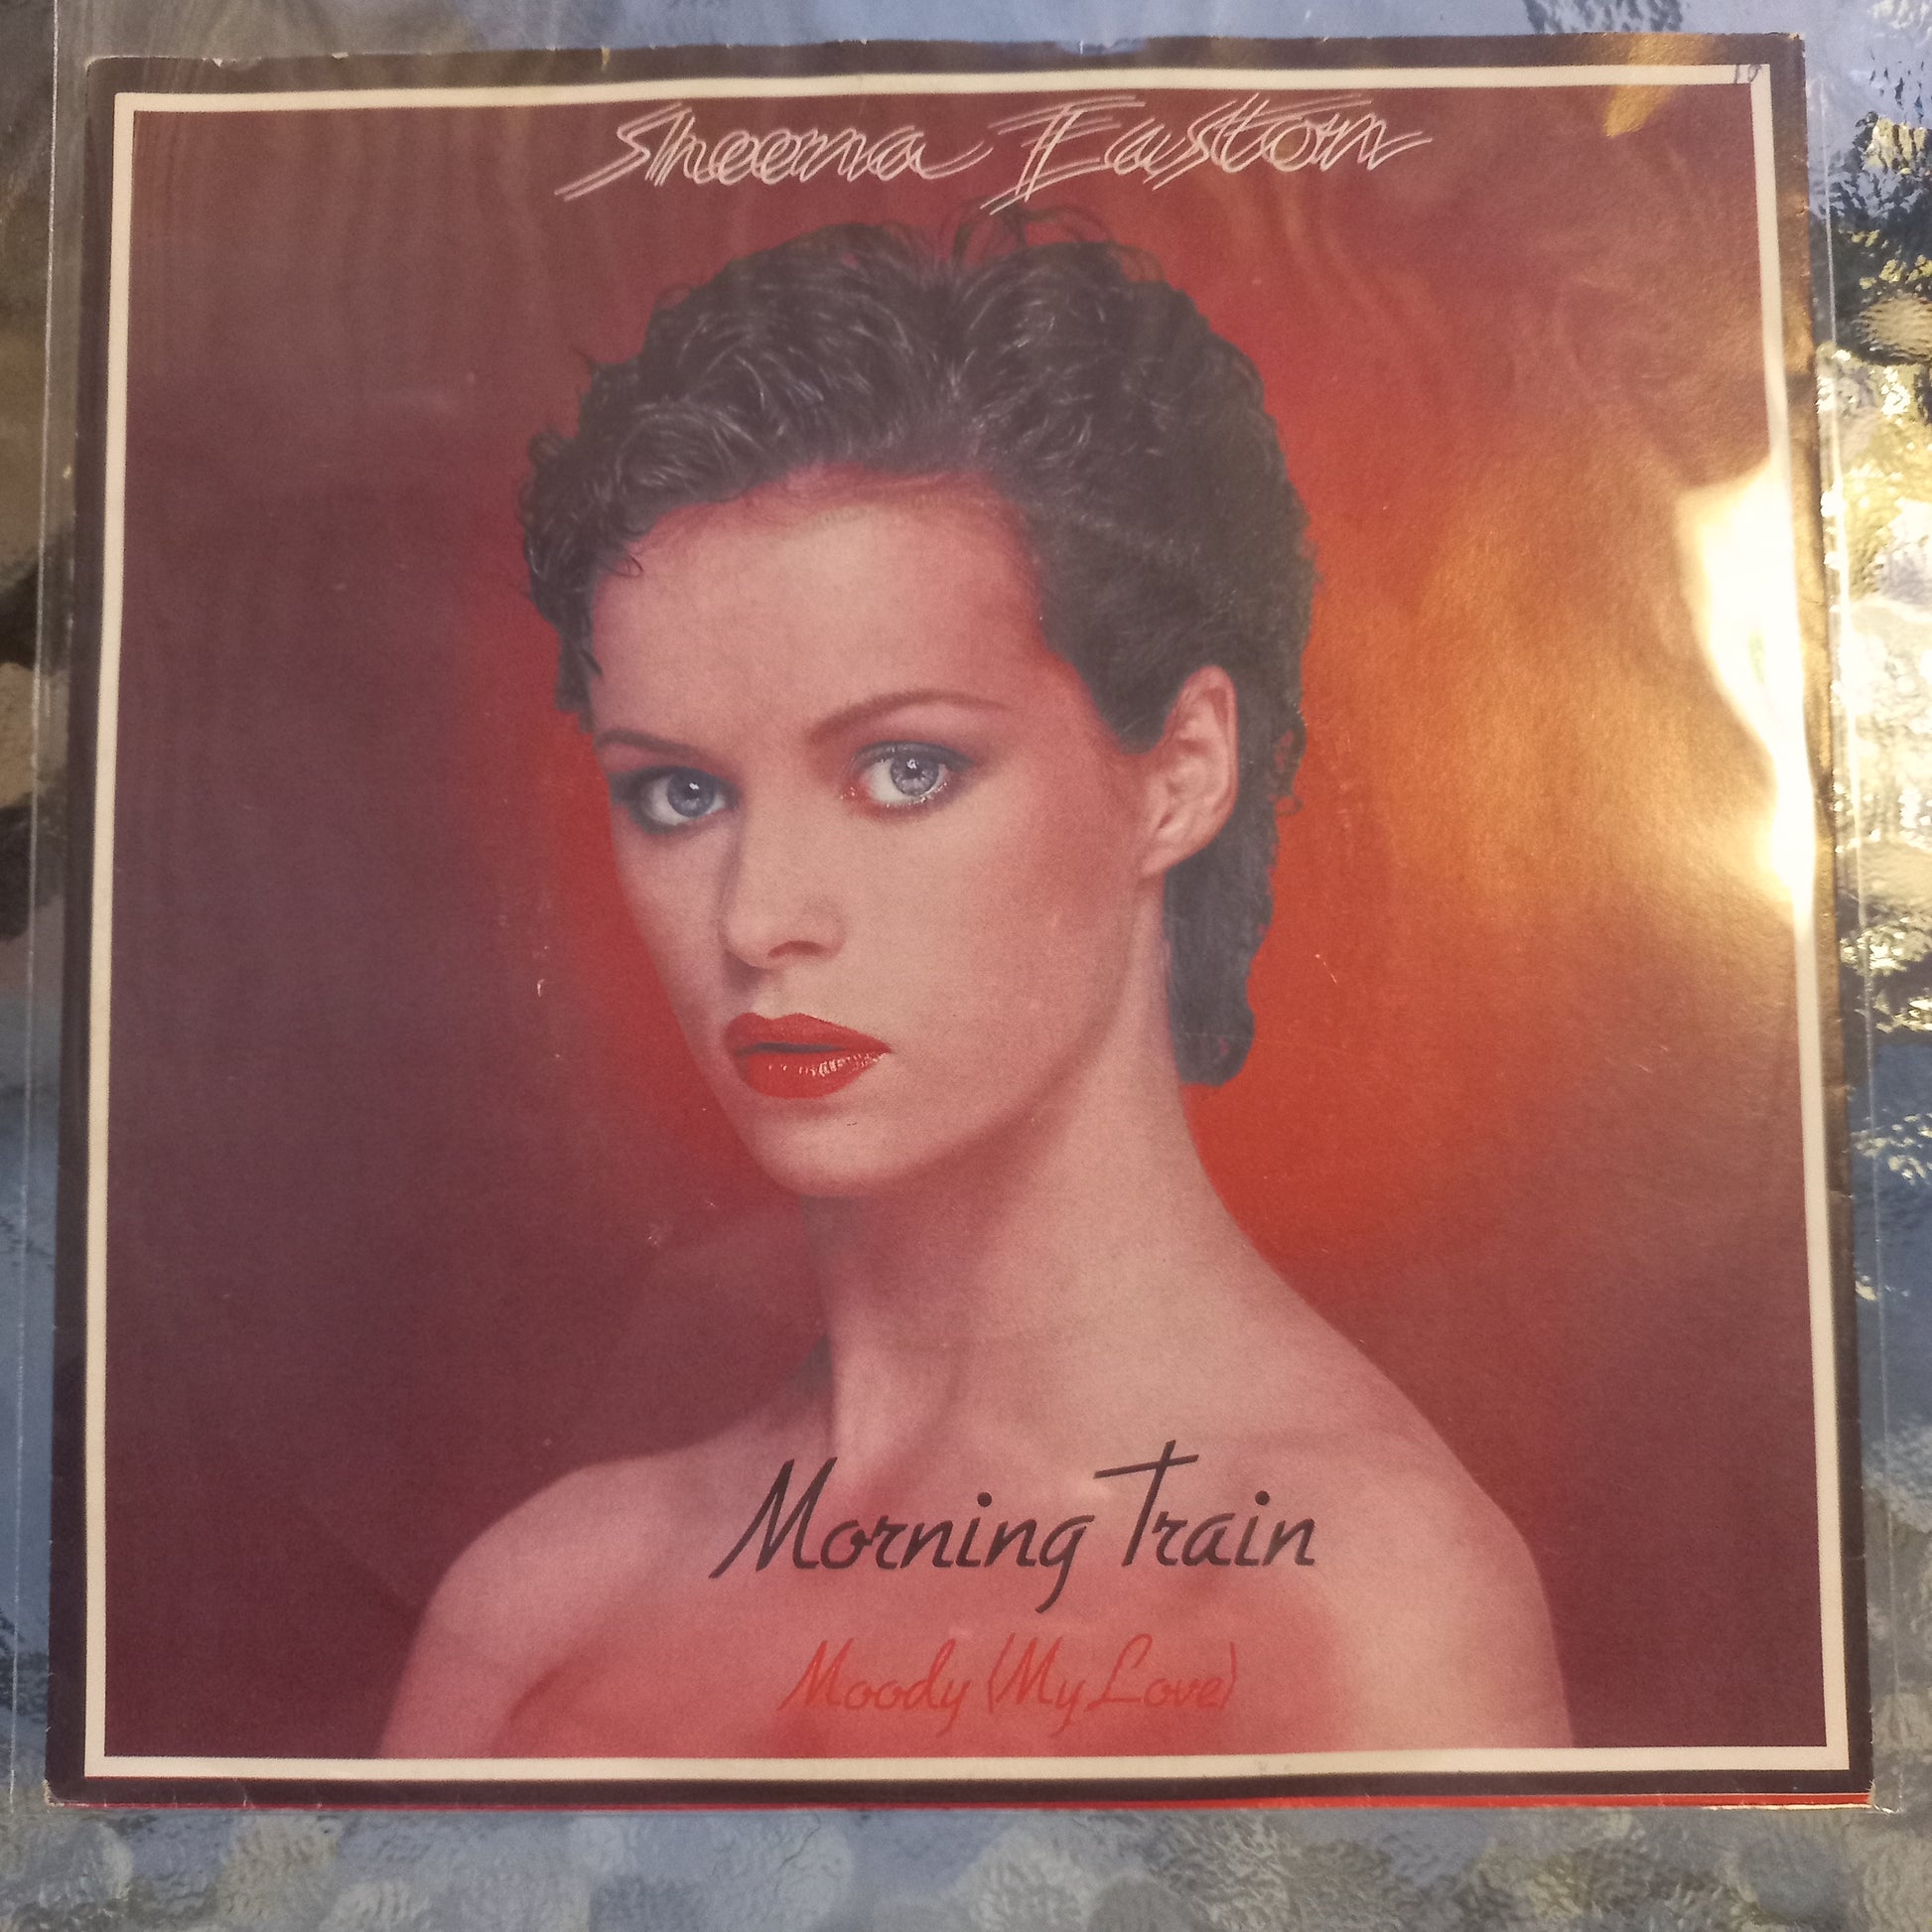 Sheena Easton
Morning Train
Moody (My Love)